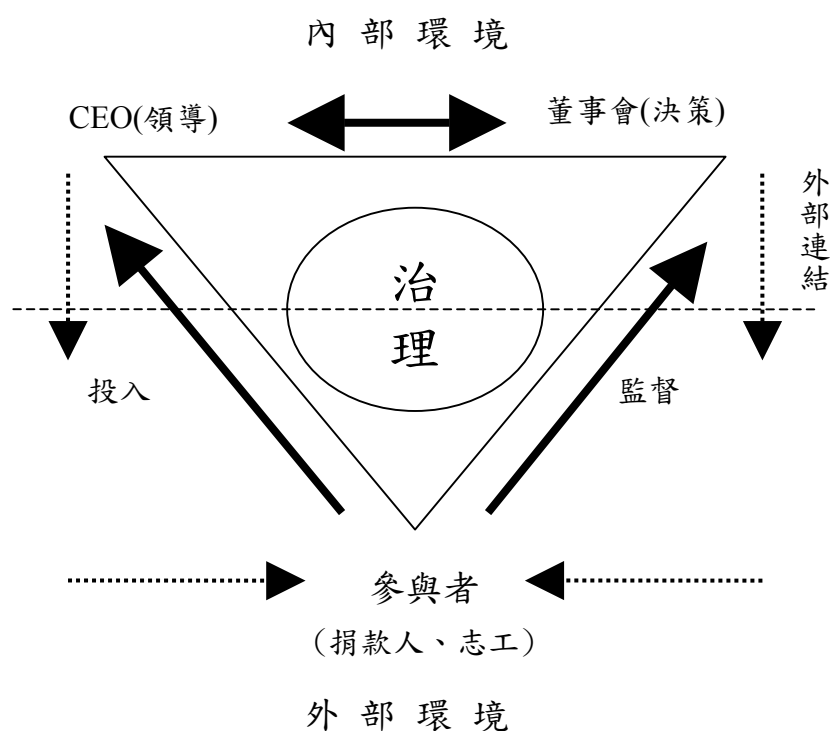 內部環境
CEO(領導)
董事會(決策)
外部連結
治理
投入
監督
參與者
（捐款人、志工）
外部環境